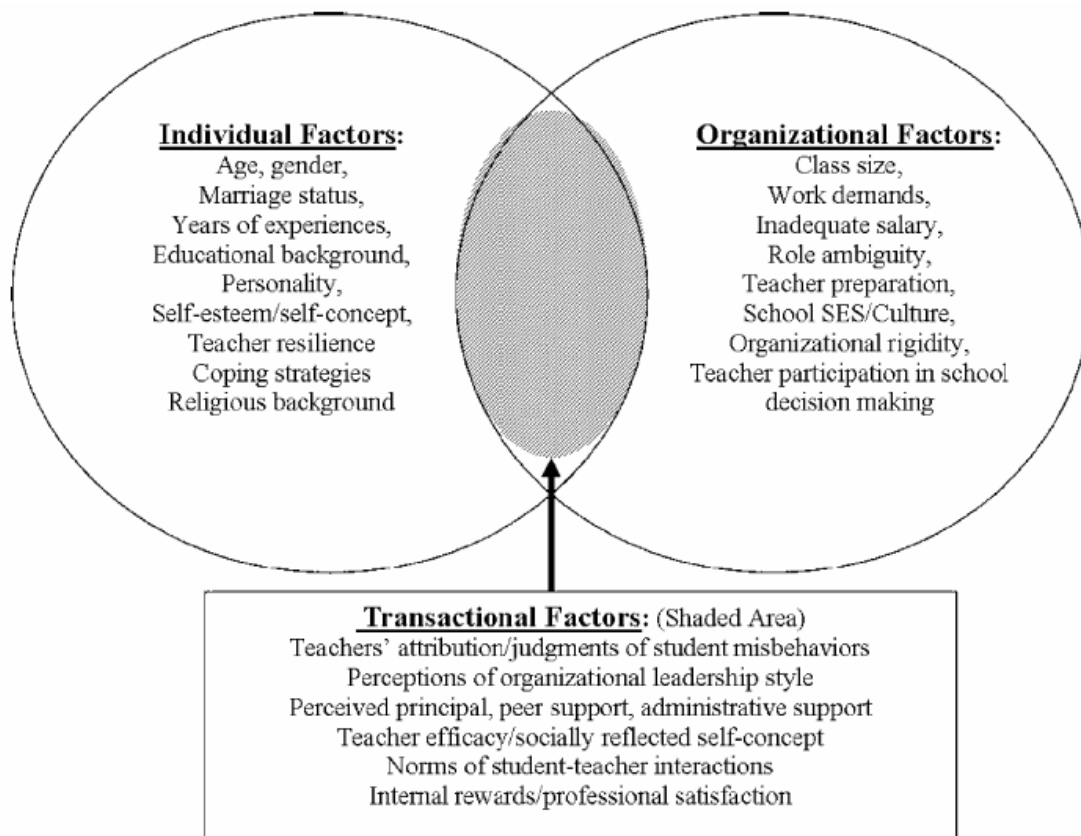 Individual Factors:
Age, gender,
Marriage status,
Years of experiences,
Educational background,
Personality,
Self-esteem/self-concept,
Teacher resilience
Coping strategies
Religious background
Organizational Factors:
Class size,
Work demands,
Inadequate salary,
Role ambiguity,
Teacher preparation,
School SES/Culture,
Organizational rigidity,
Teacher participation in school
decision making
Transactional Factors: (Shaded Area)
Teachers’ attribution/judgments of student misbehaviors
Perceptions of organizational leadership style
Perceived principal, peer support, administrative support
Teacher efficacy/socially reflected self-concept
Norms of student-teacher interactions
Internal rewards/professional satisfaction